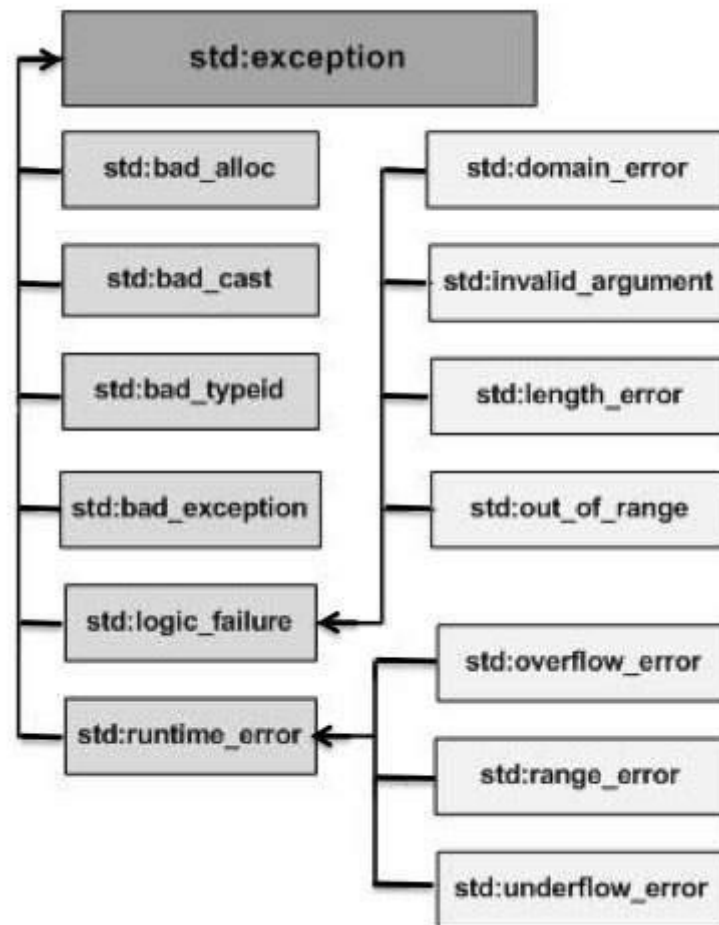 std:exception
std:bad_alloc
std:bad_cast
std:bad_typeid
std:bad_exception
std:logic_failure
std:runtime_error
std:domain_error
std:invalid_argument
std:length_error
std:out_of_range
std:overflow_error
std:range_error
std:underflow_error